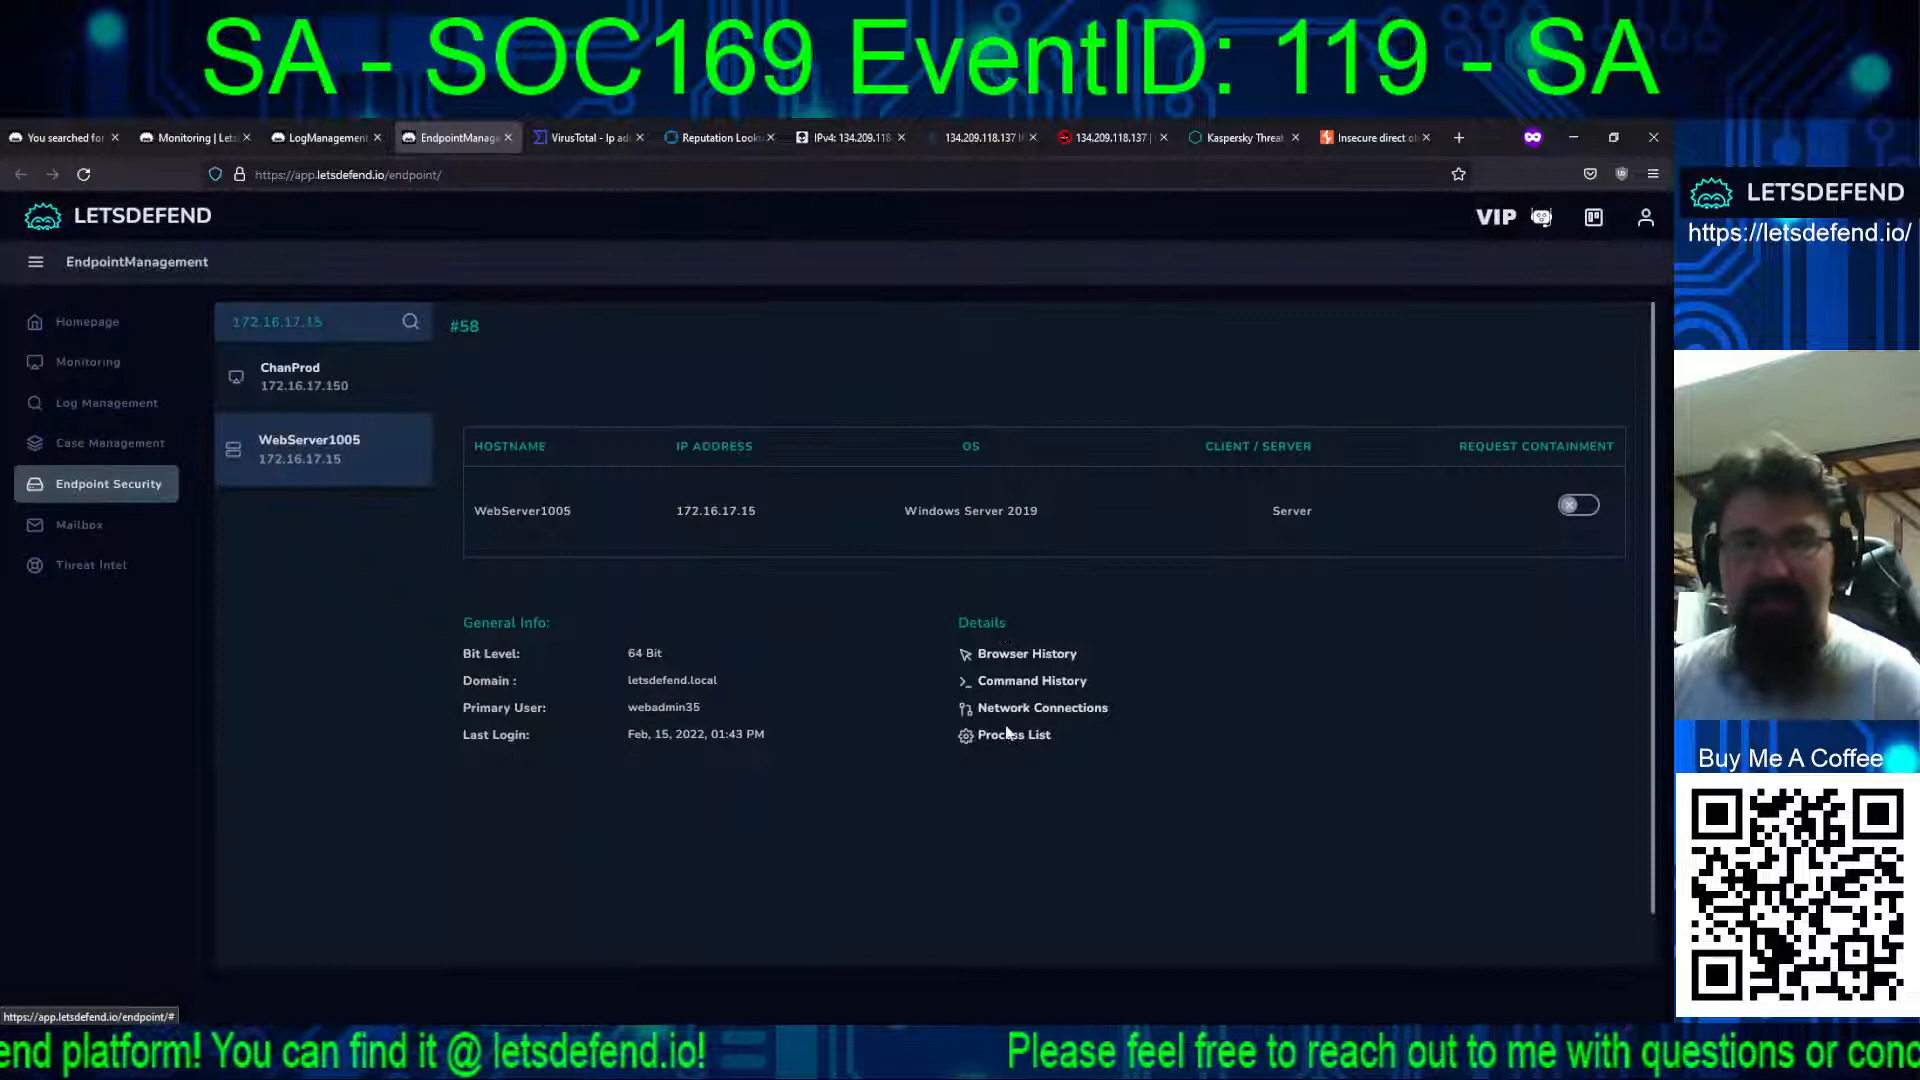 SA - SOC169 EventID: 119 - SA
You searched for
Monitoring | Lets
LogManagement
EndpointManage
VirusTotal - Ip ad
Reputation Looku
IPv4: 134.209.118
134.209.118.137 I
134.209.118.137 |
Kaspersky Threat
Insecure direct ob
https://app.letsdefend.io/endpoint/
LETSDEFEND
VIP
LETSDEFEND
https://letsdefend.io/
EndpointManagement
Homepage
Monitoring
Log Management
Case Management
Endpoint Security
Mailbox
Threat Intel
172.16.17.15
ChanProd
172.16.17.150
WebServer1005
172.16.17.15
#58
HOSTNAME IP ADDRESS OS CLIENT / SERVER REQUEST CONTAINMENT
WebServer1005 172.16.17.15 Windows Server 2019 Server
General Info:
Bit Level: 64 Bit
Domain : letsdefend.local
Primary User: webadmin35
Last Login: Feb, 15, 2022, 01:43 PM
Details
Browser History
Command History
Network Connections
Process List
Buy Me A Coffee
https://app.letsdefend.io/endpoint/#
end platform! You can find it @ letsdefend.io!
Please feel free to reach out to me with questions or conc